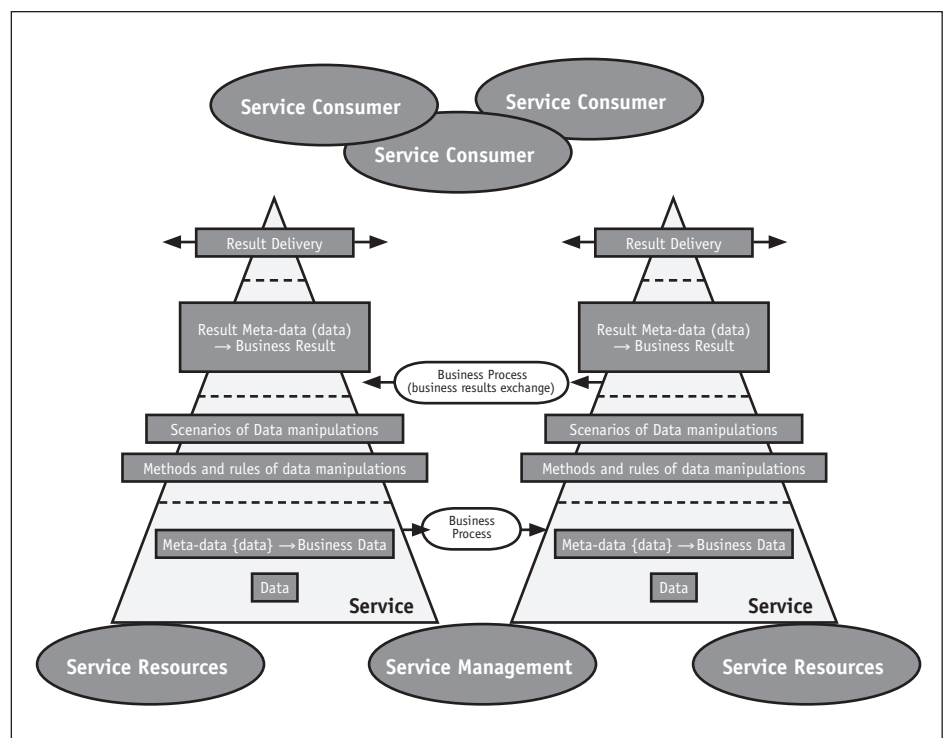 Service Consumer
Service Consumer
Service Consumer
Result Delivery
Result Delivery
Result Meta-data (data)
→ Business Result
Result Meta-data (data)
→ Business Result
Business Process
(business results exchange)
Scenarios of Data manipulations
Scenarios of Data manipulations
Methods and rules of data manipulations
Methods and rules of data manipulations
Business
Process
Meta-data {data} → Business Data
Meta-data {data} → Business Data
Data
Data
Service
Service
Service Resources
Service Management
Service Resources